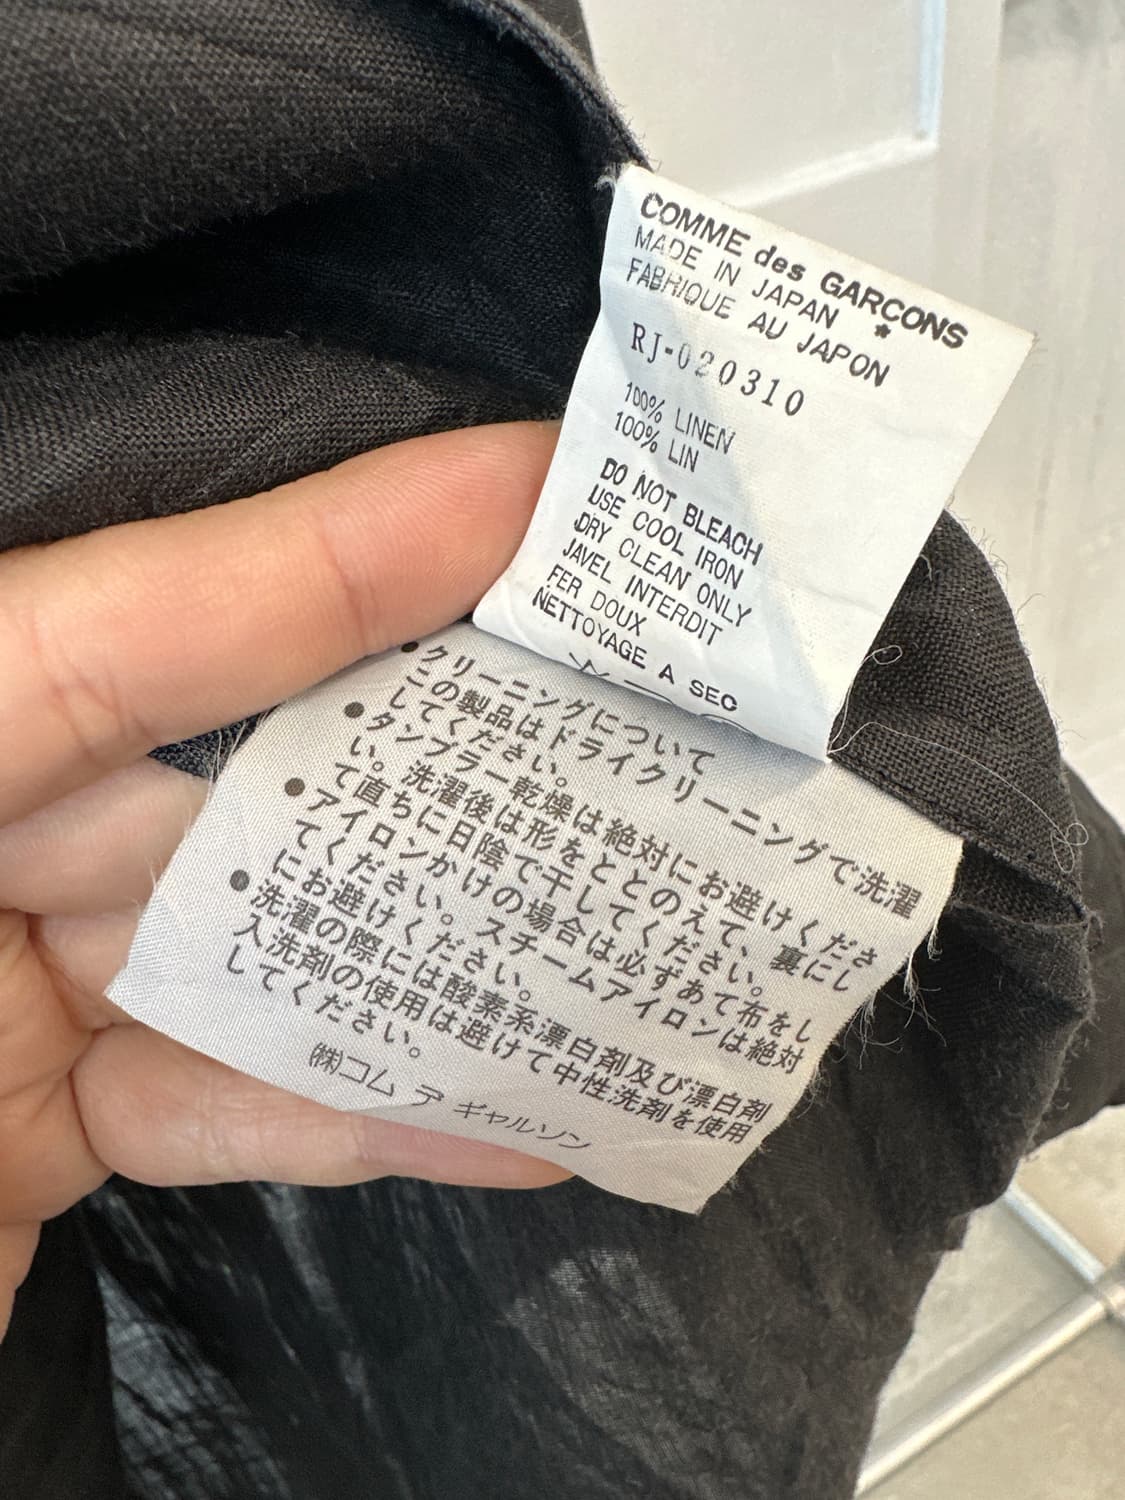 COMME des GARCONS
MADE IN JAPAN *
FABRIQUE AU JAPON
RJ-020310
100% LINEN
100% LIN
DO NOT BLEACH
USE COOL IRON
DRY CLEAN ONLY
JAVEL INTERDIT
FER DOUX
NETTOYAGE A SEC
●クリーニングについて
この製品はドライクリーニングで洗濯
してください。
●タンブラー乾燥は絶対にお避けくださ
い。洗濯後は形をととのえて、裏にし
て直ちに日陰で干してください。
●アイロンかけの場合は必ずあて布をし
てください。スチームアイロンは絶対
にお避けください。
●洗濯の際には酸素系漂白剤及び漂白剤
入洗剤の使用は避けて中性洗剤を使用
してください。
㈱コム デ ギャルソン